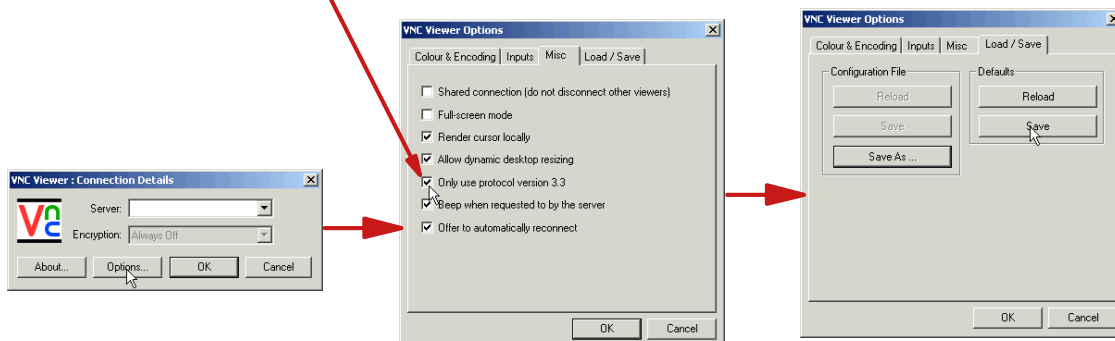 VNC Viewer : Connection Details
VNC
Server:
Encryption: Always Off
About... Options... OK Cancel
VNC Viewer Options
Colour & Encoding Inputs Misc Load / Save
Shared connection (do not disconnect other viewers)
Full-screen mode
Render cursor locally
Allow dynamic desktop resizing
Only use protocol version 3.3
Beep when requested to by the server
Offer to automatically reconnect
OK Cancel
VNC Viewer Options
Colour & Encoding Inputs Misc Load / Save
Configuration File Defaults
Reload Reload
Save Save
Save As ...
OK Cancel